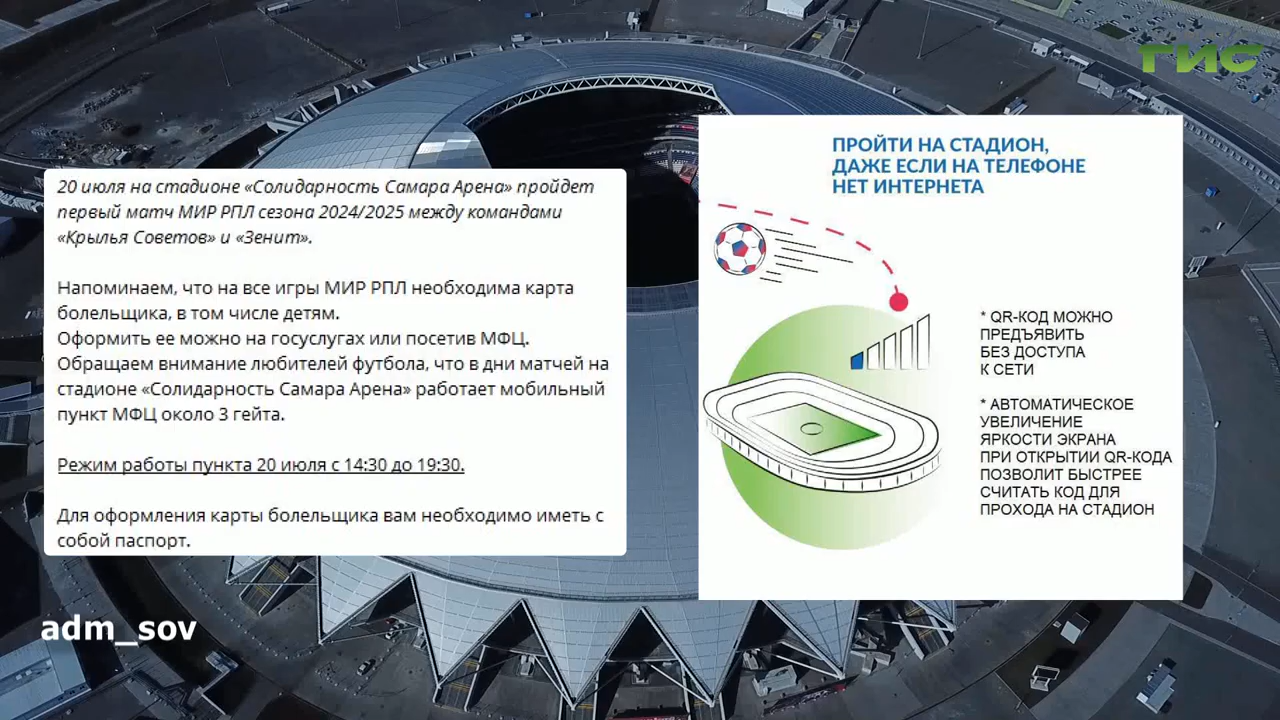 ГИС
20 июля на стадионе «Солидарность Самара Арена» пройдет
первый матч МИР РПЛ сезона 2024/2025 между командами
«Крылья Советов» и «Зенит».
Напоминаем, что на все игры МИР РПЛ необходима карта
болельщика, в том числе детям.
Оформить ее можно на госуслугах или посетив МФЦ.
Обращаем внимание любителей футбола, что в дни матчей на
стадионе «Солидарность Самара Арена» работает мобильный
пункт МФЦ около 3 гейта.
Режим работы пункта 20 июля с 14:30 до 19:30.
Для оформления карты болельщика вам необходимо иметь с
собой паспорт.
ПРОЙТИ НА СТАДИОН,
ДАЖЕ ЕСЛИ НА ТЕЛЕФОНЕ
НЕТ ИНТЕРНЕТА
* QR-КОД МОЖНО
ПРЕДЪЯВИТЬ
БЕЗ ДОСТУПА
К СЕТИ
* АВТОМАТИЧЕСКОЕ
УВЕЛИЧЕНИЕ
ЯРКОСТИ ЭКРАНА
ПРИ ОТКРЫТИИ QR-КОДА
ПОЗВОЛИТ БЫСТРЕЕ
СЧИТАТЬ КОД ДЛЯ
ПРОХОДА НА СТАДИОН
adm_sov